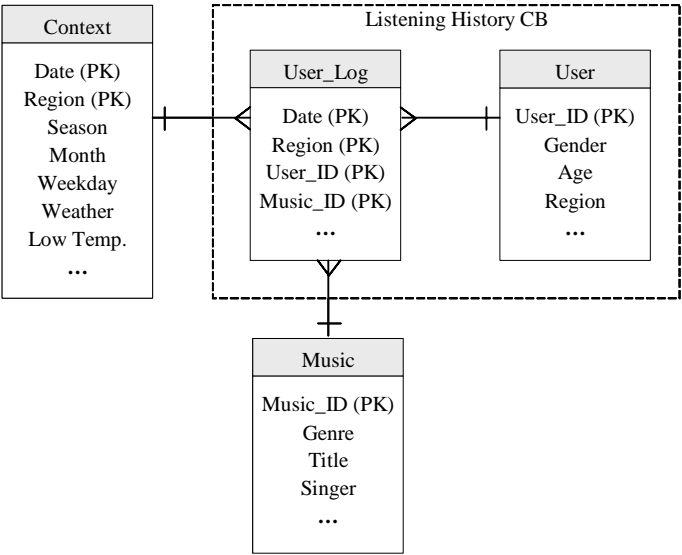 Context
Date (PK)
Region (PK)
Season
Month
Weekday
Weather
Low Temp.
...
Listening History CB
User_Log
Date (PK)
Region (PK)
User_ID (PK)
Music_ID (PK)
...
User
User_ID (PK)
Gender
Age
Region
...
Music
Music_ID (PK)
Genre
Title
Singer
...